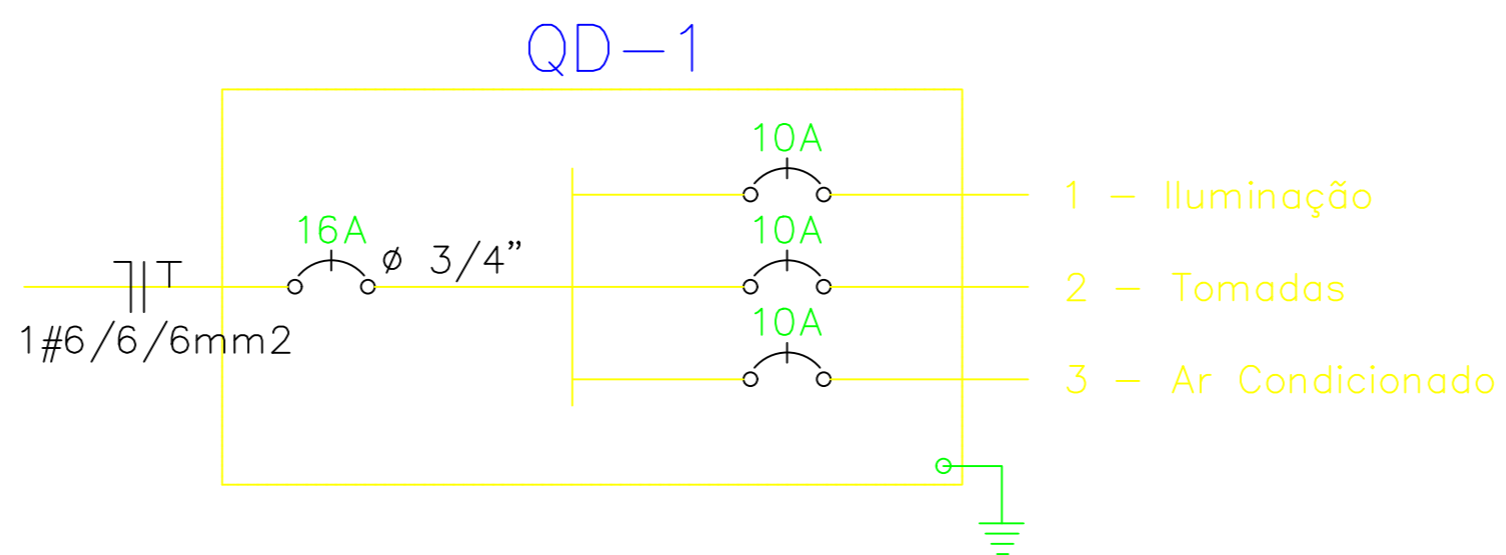 QD-1
10A
1 - Iluminação
16A
ø 3/4”
10A
2 - Tomadas
1#6/6/6mm2
10A
3 - Ar Condicionado